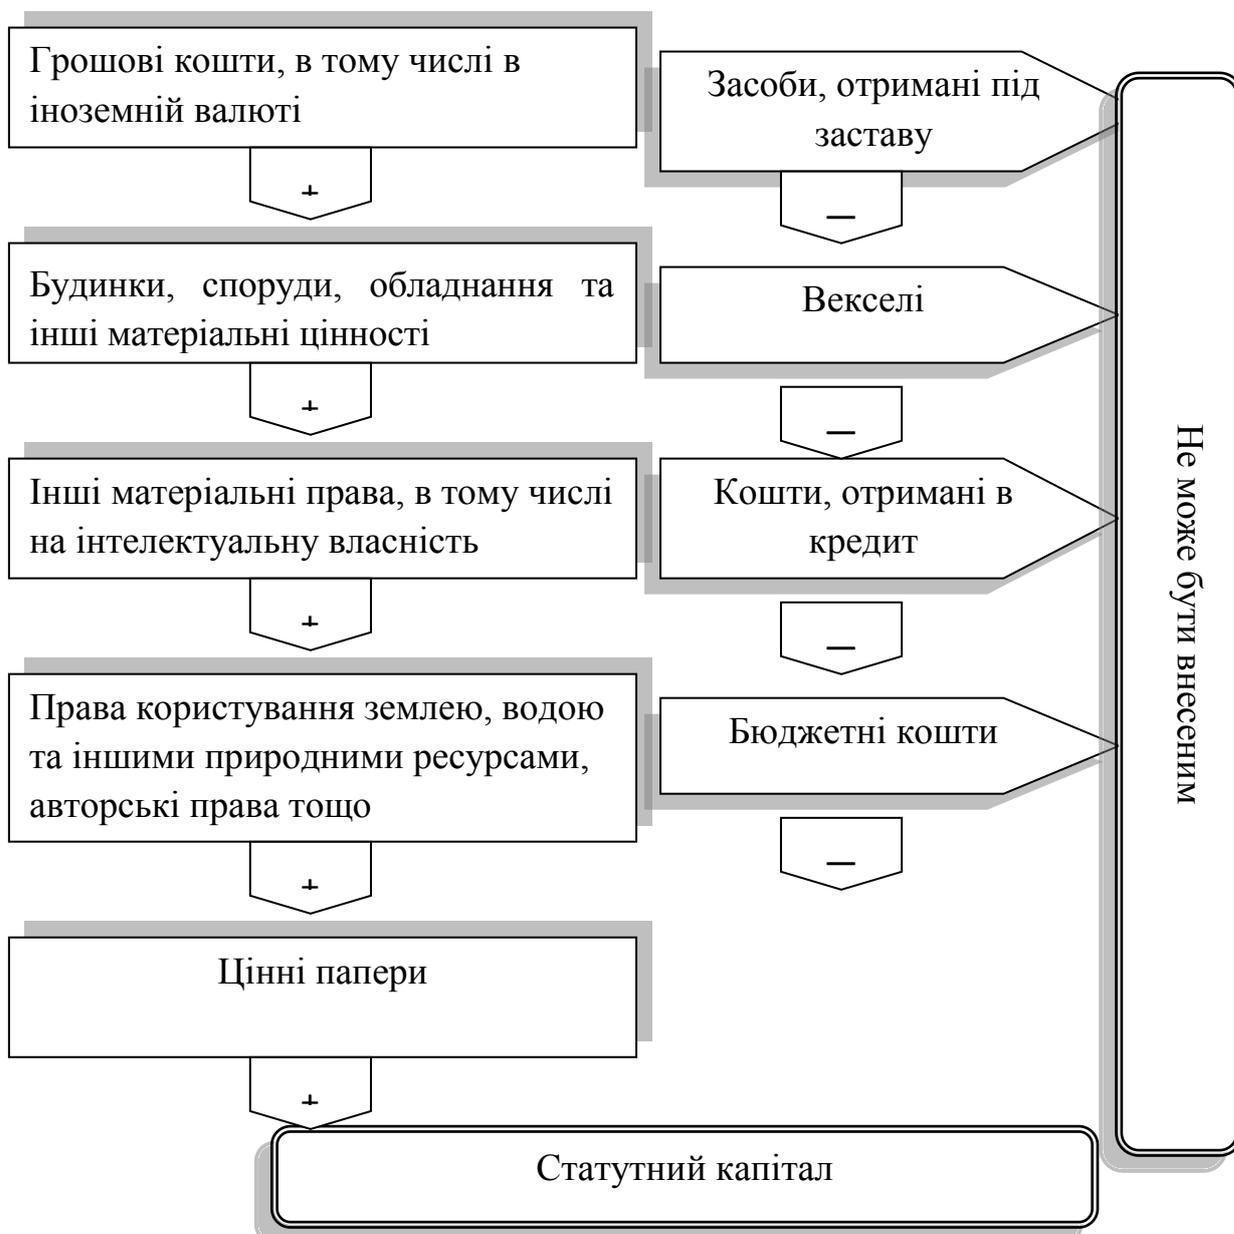 Грошові кошти, в тому числі в
іноземній валюті
+
Будинки, споруди, обладнання та
інші матеріальні цінності
+
Інші матеріальні права, в тому числі
на інтелектуальну власність
+
Права користування землею, водою
та іншими природними ресурсами,
авторські права тощо
+
Цінні папери
+
Засоби, отримані під
заставу
—
Векселі
—
Кошти, отримані в
кредит
—
Бюджетні кошти
—
Не може бути внесеним
Статутний капітал